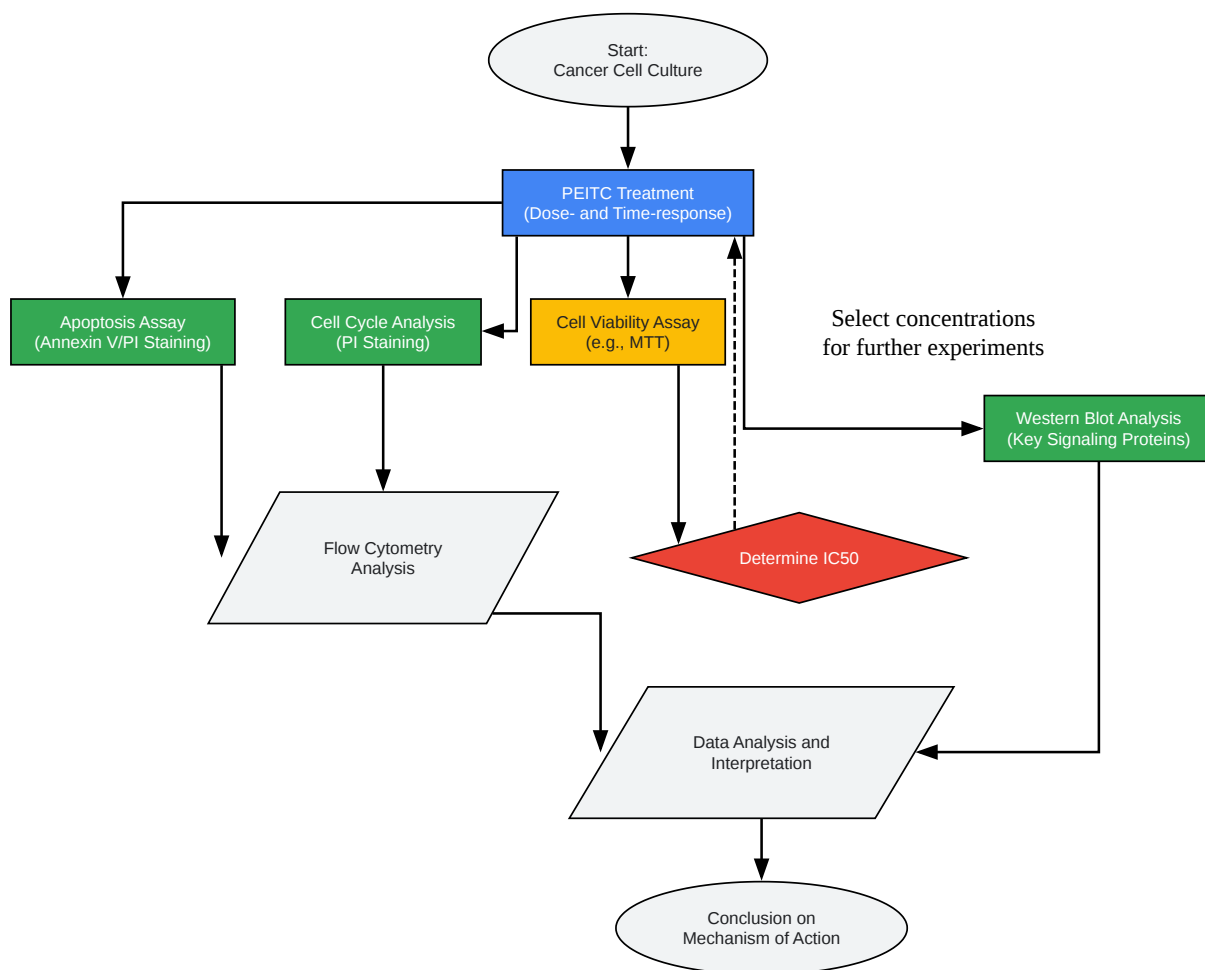 Start:
Cancer Cell Culture
PEITC Treatment
(Dose- and Time-response)
Apoptosis Assay
(Annexin V/PI Staining)
Cell Cycle Analysis
(PI Staining)
Cell Viability Assay
(e.g., MTT)
Select concentrations
for further experiments
Western Blot Analysis
(Key Signaling Proteins)
Flow Cytometry
Analysis
Determine IC50
Data Analysis and
Interpretation
Conclusion on
Mechanism of Action